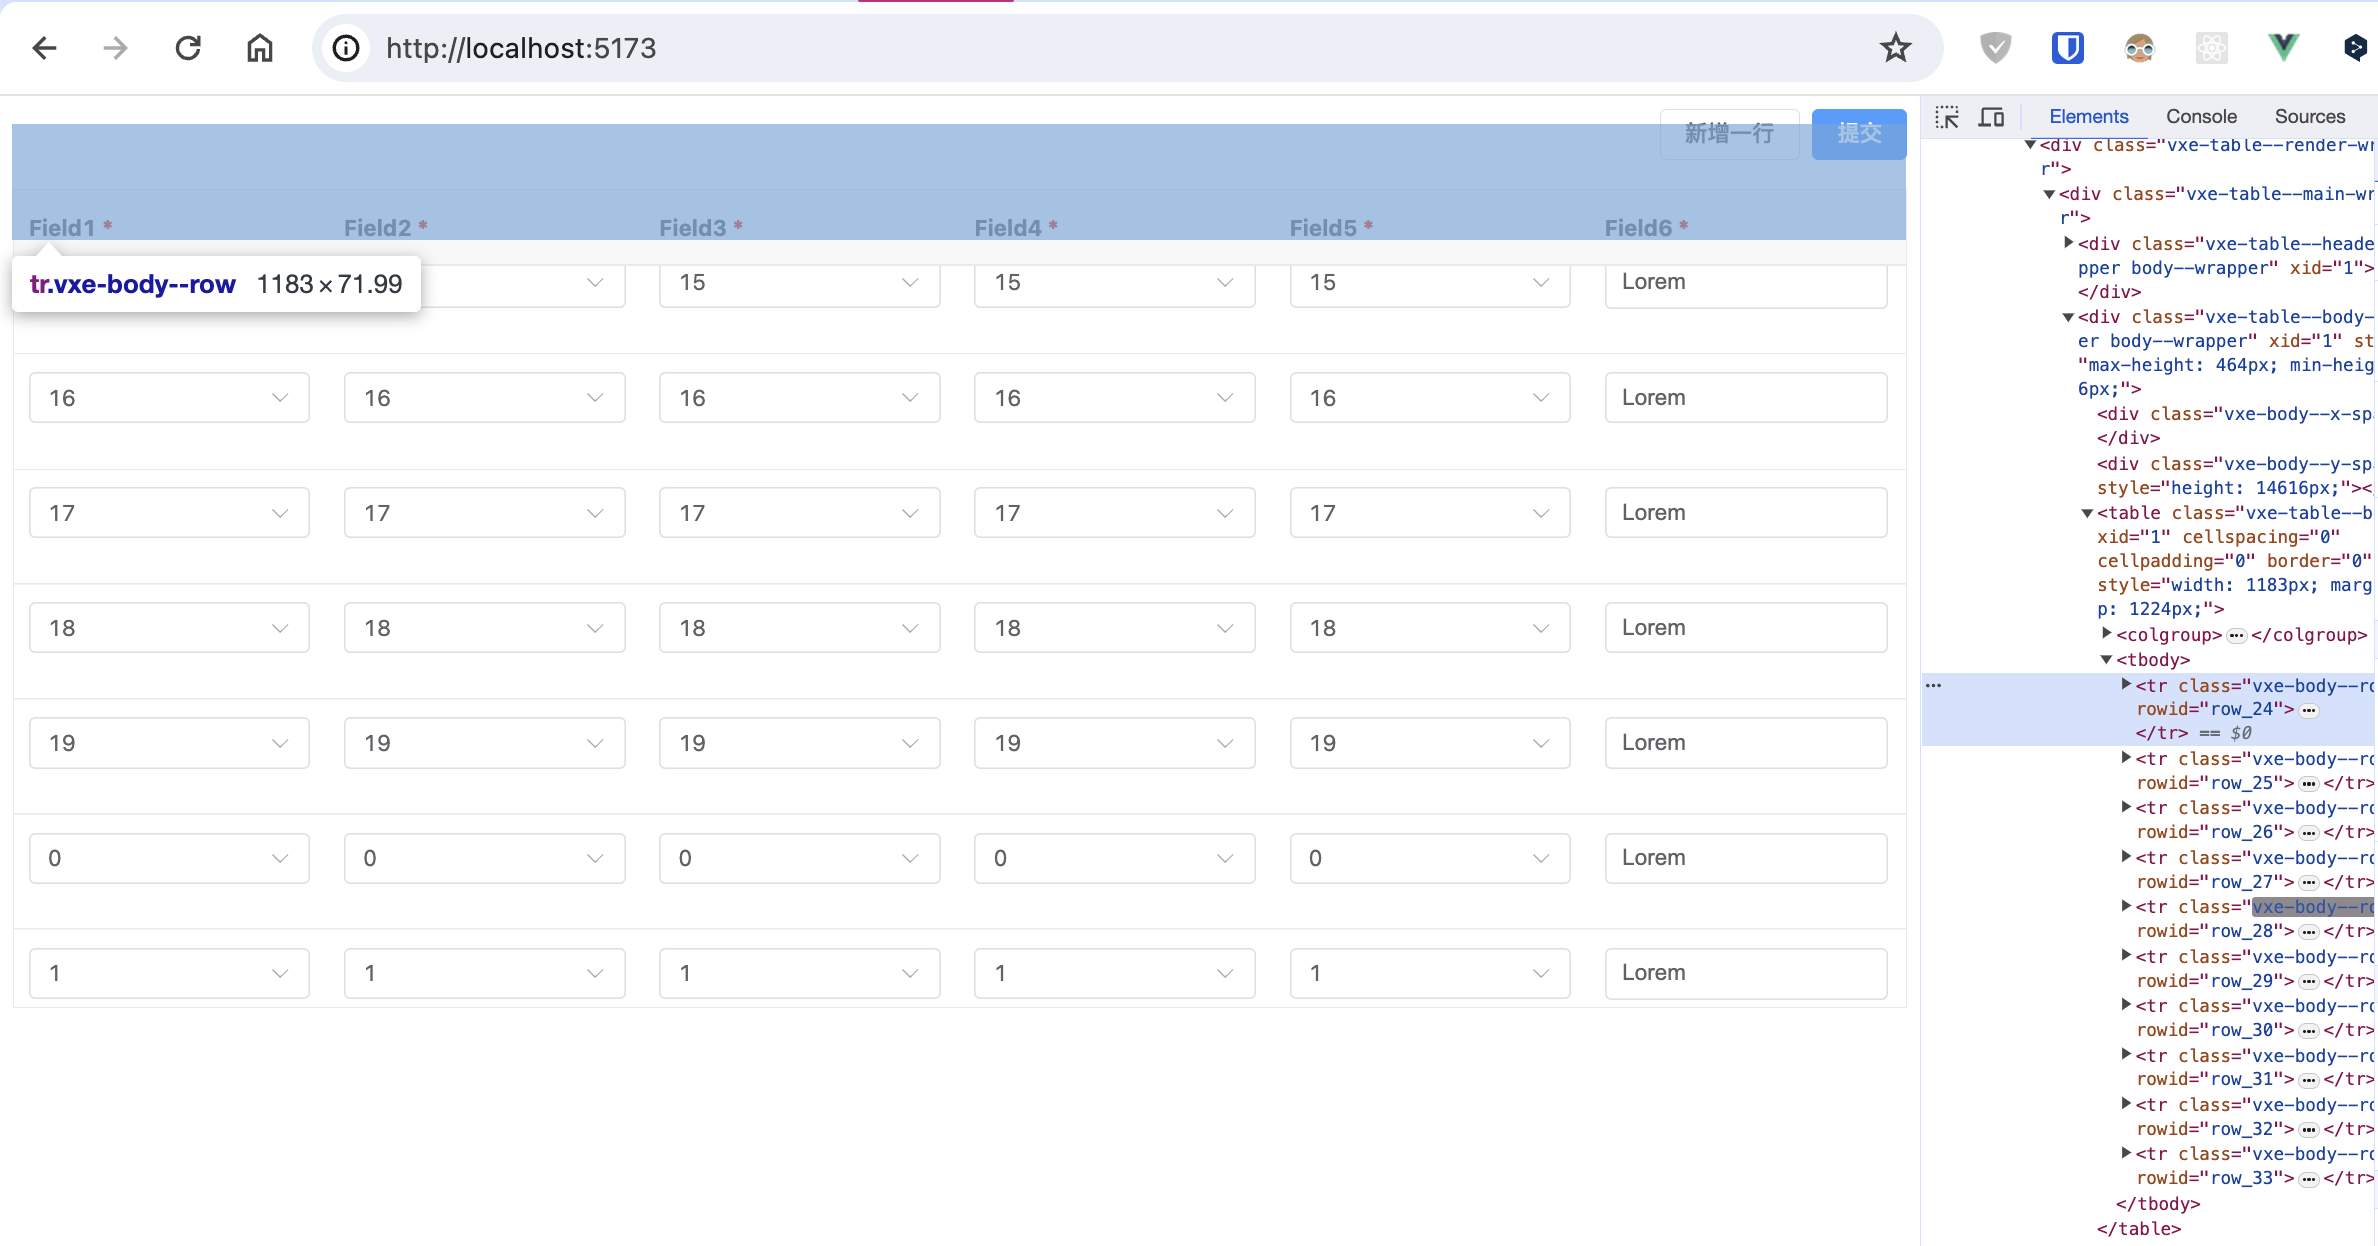 http://localhost:5173
新增一行 提交
Elements Console Sources
Field1 * Field2 * Field3 * Field4 * Field5 * Field6 *
tr.vxe-body--row 1183×71.99
15 15 15 Lorem
16 16 16 16 16 Lorem
17 17 17 17 17 Lorem
18 18 18 18 18 Lorem
19 19 19 19 19 Lorem
0 0 0 0 0 Lorem
1 1 1 1 1 Lorem
<div class="vxe-table--render-wr
r">
<div class="vxe-table--main-wr
r">
<div class="vxe-table--heade
pper body--wrapper" xid="1">
</div>
<div class="vxe-table--body-
er body--wrapper" xid="1" st
"max-height: 464px; min-heig
6px;">
<div class="vxe-body--x-sp
</div>
<div class="vxe-body--y-sp
style="height: 14616px;"><
<table class="vxe-table--b
xid="1" cellspacing="0"
cellpadding="0" border="0"
style="width: 1183px; marg
p: 1224px;">
<colgroup>…</colgroup>
<tbody>
… <tr class="vxe-body--ro
rowid="row_24">…
</tr> == $0
<tr class="vxe-body--ro
rowid="row_25">…</tr>
<tr class="vxe-body--ro
rowid="row_26">…</tr>
<tr class="vxe-body--ro
rowid="row_27">…</tr>
<tr class="vxe-body--ro
rowid="row_28">…</tr>
<tr class="vxe-body--ro
rowid="row_29">…</tr>
<tr class="vxe-body--ro
rowid="row_30">…</tr>
<tr class="vxe-body--ro
rowid="row_31">…</tr>
<tr class="vxe-body--ro
rowid="row_32">…</tr>
<tr class="vxe-body--ro
rowid="row_33">…</tr>
</tbody>
</table>